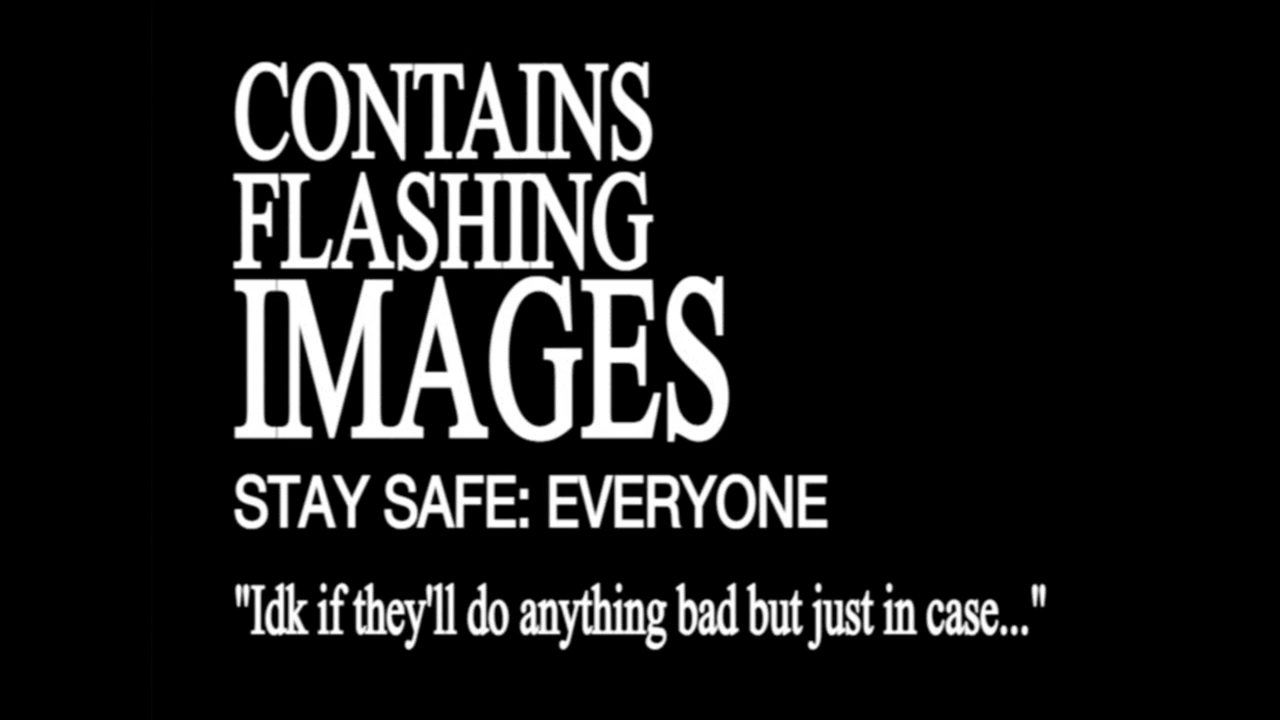 CONTAINS
FLASHING
IMAGES
STAY SAFE: EVERYONE
"Idk if they'll do anything bad but just in case..."